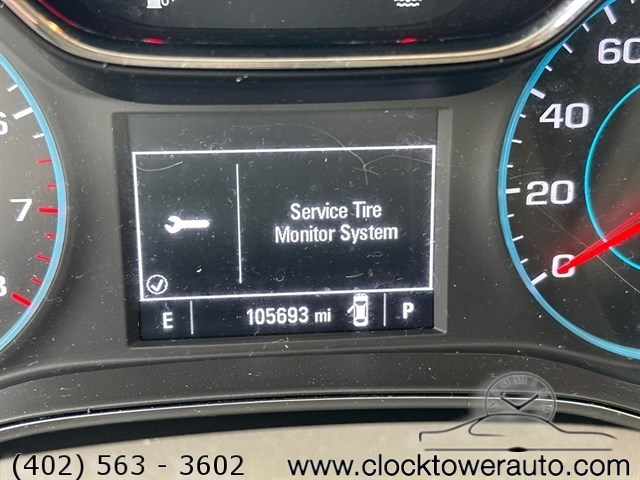 6
7
8
Service Tire
Monitor System
E 105693 mi P
60
40
20
0
(402) 563 - 3602 www.clocktowerauto.com